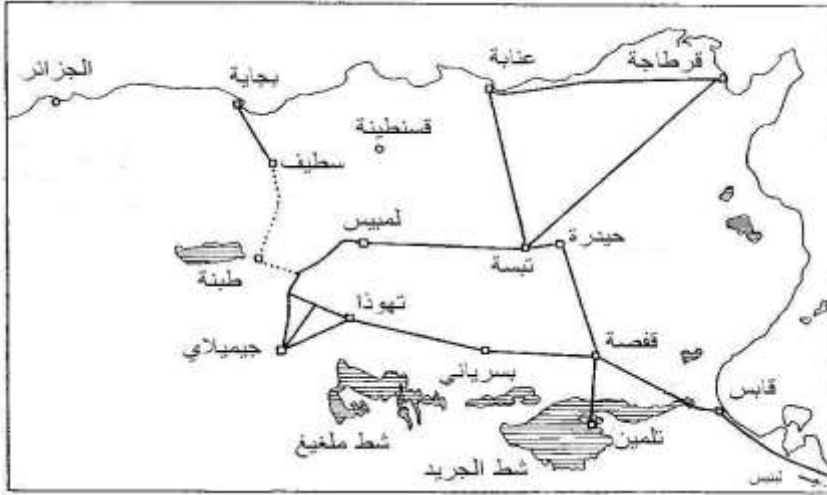 الجزائر
بجاية
عنابة
قرطاجة
قسنطينة
سطيف
لمبيس
تبسة
حيدرة
طبنة
تهوذا
جيميلاي
بسرياني
قفصة
قابس
شط ملغيغ
تلمين
شط الجريد
لبتيس